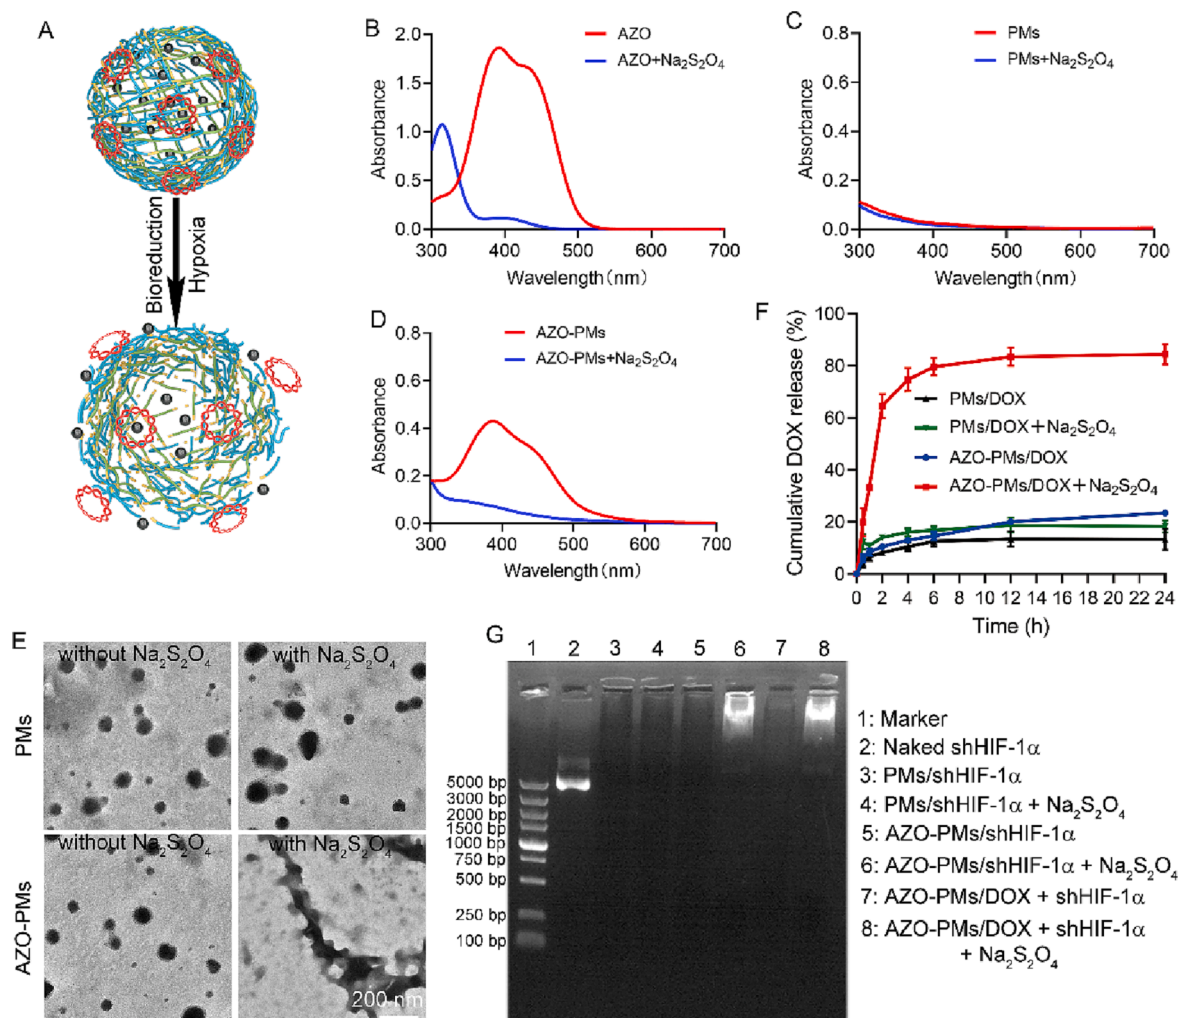 A
Bioreduction
Hypoxia
B
AZO
AZO+Na₂S₂O₄
Absorbance
2.0
1.5
1.0
0.5
0.0
300 400 500 600 700
Wavelength(nm)
C
PMs
PMs+Na₂S₂O₄
Absorbance
0.8
0.6
0.4
0.2
0.0
300 400 500 600 700
Wavelength(nm)
D
AZO-PMs
AZO-PMs+Na₂S₂O₄
Absorbance
0.8
0.6
0.4
0.2
0.0
300 400 500 600 700
Wavelength(nm)
F
Cumulative DOX release (%)
100
80
60
40
20
0
PMs/DOX
PMs/DOX+Na₂S₂O₄
AZO-PMs/DOX
AZO-PMs/DOX+Na₂S₂O₄
0 2 4 6 8 10 12 14 16 18 20 22 24
Time (h)
E
without Na₂S₂O₄
with Na₂S₂O₄
PMs
without Na₂S₂O₄
with Na₂S₂O₄
AZO-PMs
200 nm
G
1 2 3 4 5 6 7 8
5000 bp
3000 bp
2000 bp
1500 bp
1000 bp
750 bp
500 bp
250 bp
100 bp
1: Marker
2: Naked shHIF-1α
3: PMs/shHIF-1α
4: PMs/shHIF-1α + Na₂S₂O₄
5: AZO-PMs/shHIF-1α
6: AZO-PMs/shHIF-1α + Na₂S₂O₄
7: AZO-PMs/DOX + shHIF-1α
8: AZO-PMs/DOX + shHIF-1α
+ Na₂S₂O₄